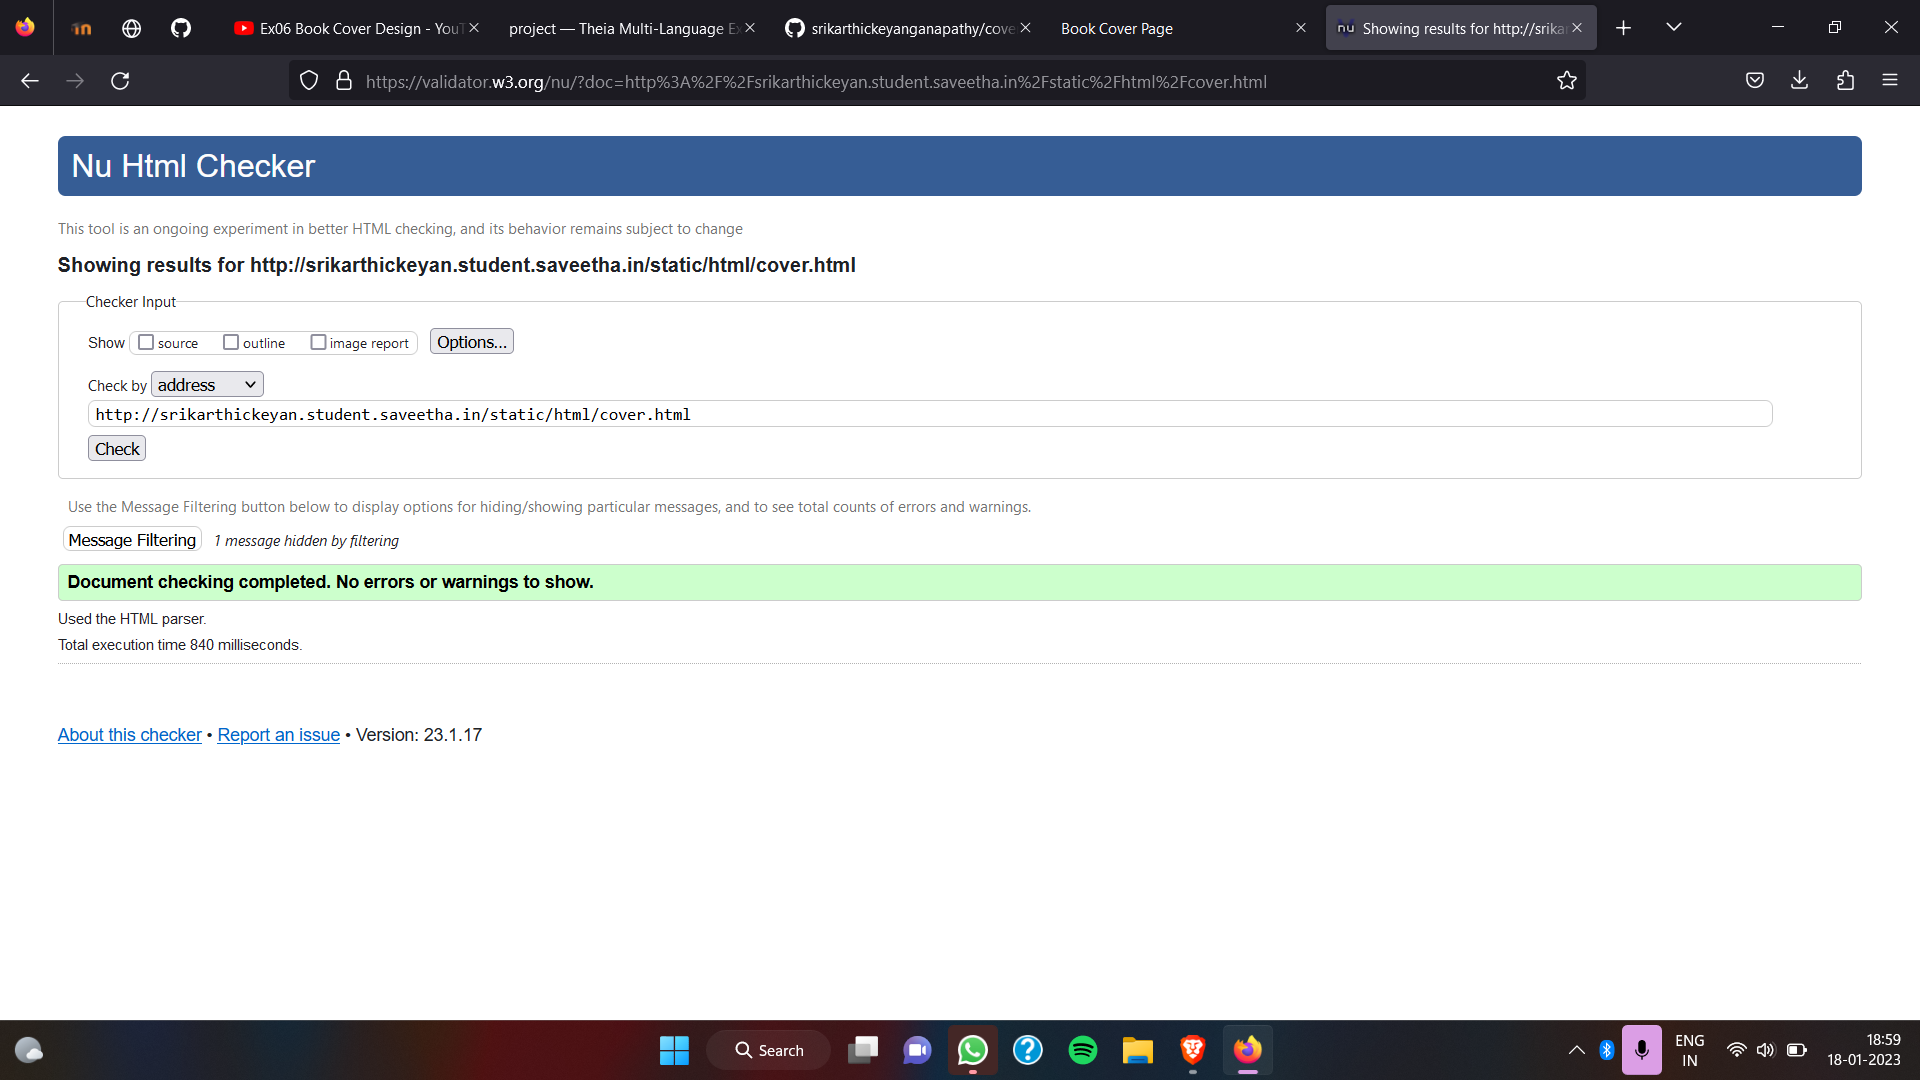 Ex06 Book Cover Design - YouT
project — Theia Multi-Language Ex
srikarthickeyanganapathy/cove
Book Cover Page
nu
Showing results for http://srikar
https://validator.w3.org/nu/?doc=http%3A%2F%2Fsrikarthickeyan.student.saveetha.in%2Fstatic%2Fhtml%2Fcover.html
Nu Html Checker
This tool is an ongoing experiment in better HTML checking, and its behavior remains subject to change
Showing results for http://srikarthickeyan.student.saveetha.in/static/html/cover.html
Checker Input
Show source outline image report Options...
Check by address
http://srikarthickeyan.student.saveetha.in/static/html/cover.html
Check
Use the Message Filtering button below to display options for hiding/showing particular messages, and to see total counts of errors and warnings.
Message Filtering 1 message hidden by filtering
Document checking completed. No errors or warnings to show.
Used the HTML parser.
Total execution time 840 milliseconds.
About this checker • Report an issue • Version: 23.1.17
Search
ENG
IN
18:59
18-01-2023